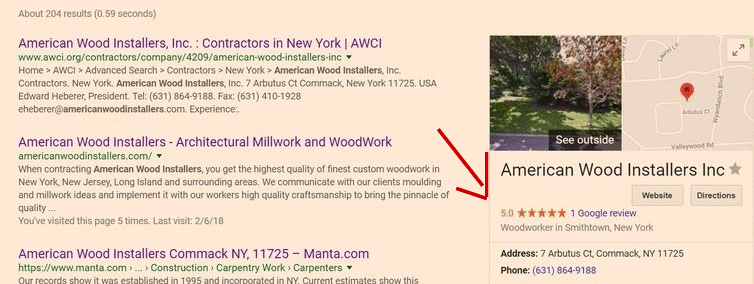 About 204 results (0.59 seconds)
American Wood Installers, Inc. : Contractors in New York | AWCI
www.awci.org/contractors/company/4209/american-wood-installers-inc
Home > AWCI > Advanced Search > Contractors > New York > American Wood Installers, Inc.
Contractors. New York. American Wood Installers, Inc. 7 Arbutus Ct Commack, New York 11725. USA
Edward Heberer, President. Tel: (631) 864-9188. Fax: (631) 410-1928
eheberer@americanwoodinstallers.com. Experience:.
American Wood Installers - Architectural Millwork and WoodWork
americanwoodinstallers.com/
When contracting American Wood Installers, you get the highest quality of finest custom woodwork in
New York, New Jersey, Long Island and surrounding areas. We communicate with our clients moulding
and millwork ideas and implement it with our workers high quality craftsmanship to bring the pinnacle of
quality ...
You've visited this page 5 times. Last visit: 2/6/18
American Wood Installers Commack NY, 11725 – Manta.com
https://www.manta.com › ... › Construction › Carpentry Work › Carpenters
Our records show it was established in 1995 and incorporated in NY. Current estimates show this
See outside
Laurel Ln
Wyandanch Blvd
Arbutus Ct
Valleywood Rd
American Wood Installers Inc
Website Directions
5.0 1 Google review
Woodworker in Smithtown, New York
Address: 7 Arbutus Ct, Commack, NY 11725
Phone: (631) 864-9188